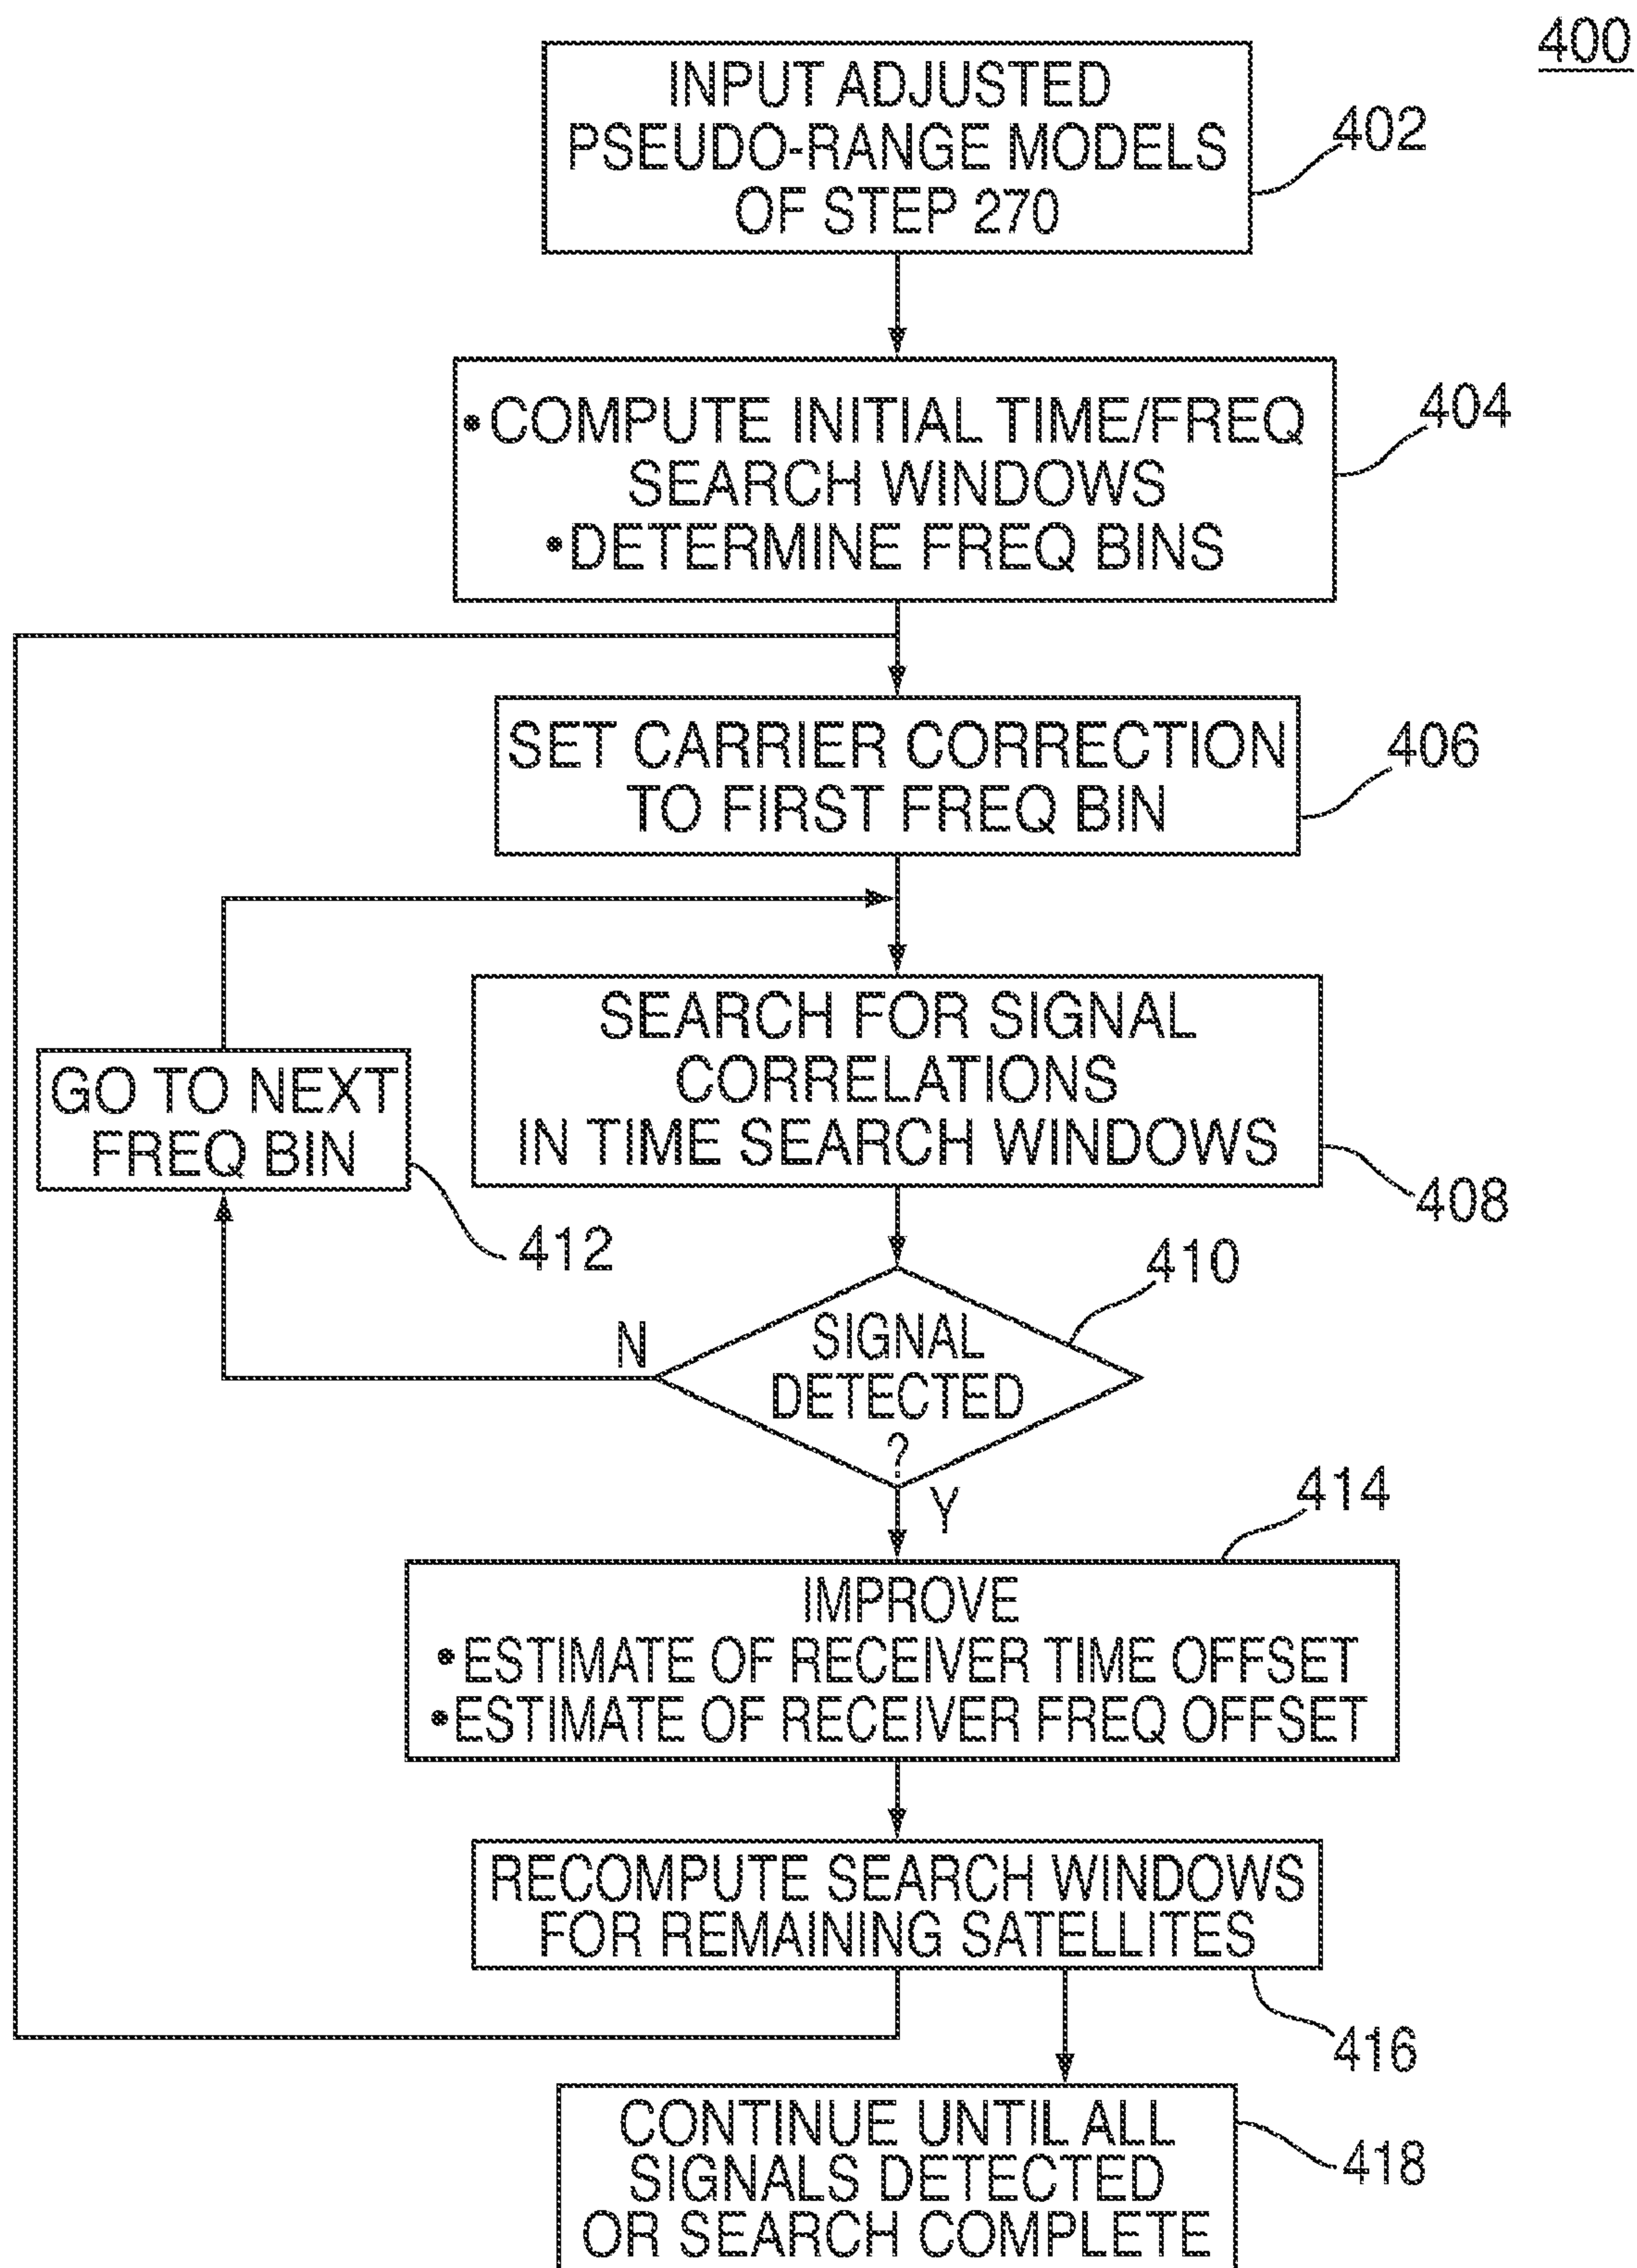 400
INPUT ADJUSTED
PSEUDO-RANGE MODELS
OF STEP 270
402
•COMPUTE INITIAL TIME/FREQ
SEARCH WINDOWS
•DETERMINE FREQ BINS
404
SET CARRIER CORRECTION
TO FIRST FREQ BIN
406
SEARCH FOR SIGNAL
CORRELATIONS
IN TIME SEARCH WINDOWS
408
GO TO NEXT
FREQ BIN
412
410
SIGNAL
DETECTED
?
N
Y
414
IMPROVE
•ESTIMATE OF RECEIVER TIME OFFSET
•ESTIMATE OF RECEIVER FREQ OFFSET
RECOMPUTE SEARCH WINDOWS
FOR REMAINING SATELLITES
416
CONTINUE UNTIL ALL
SIGNALS DETECTED
OR SEARCH COMPLETE
418